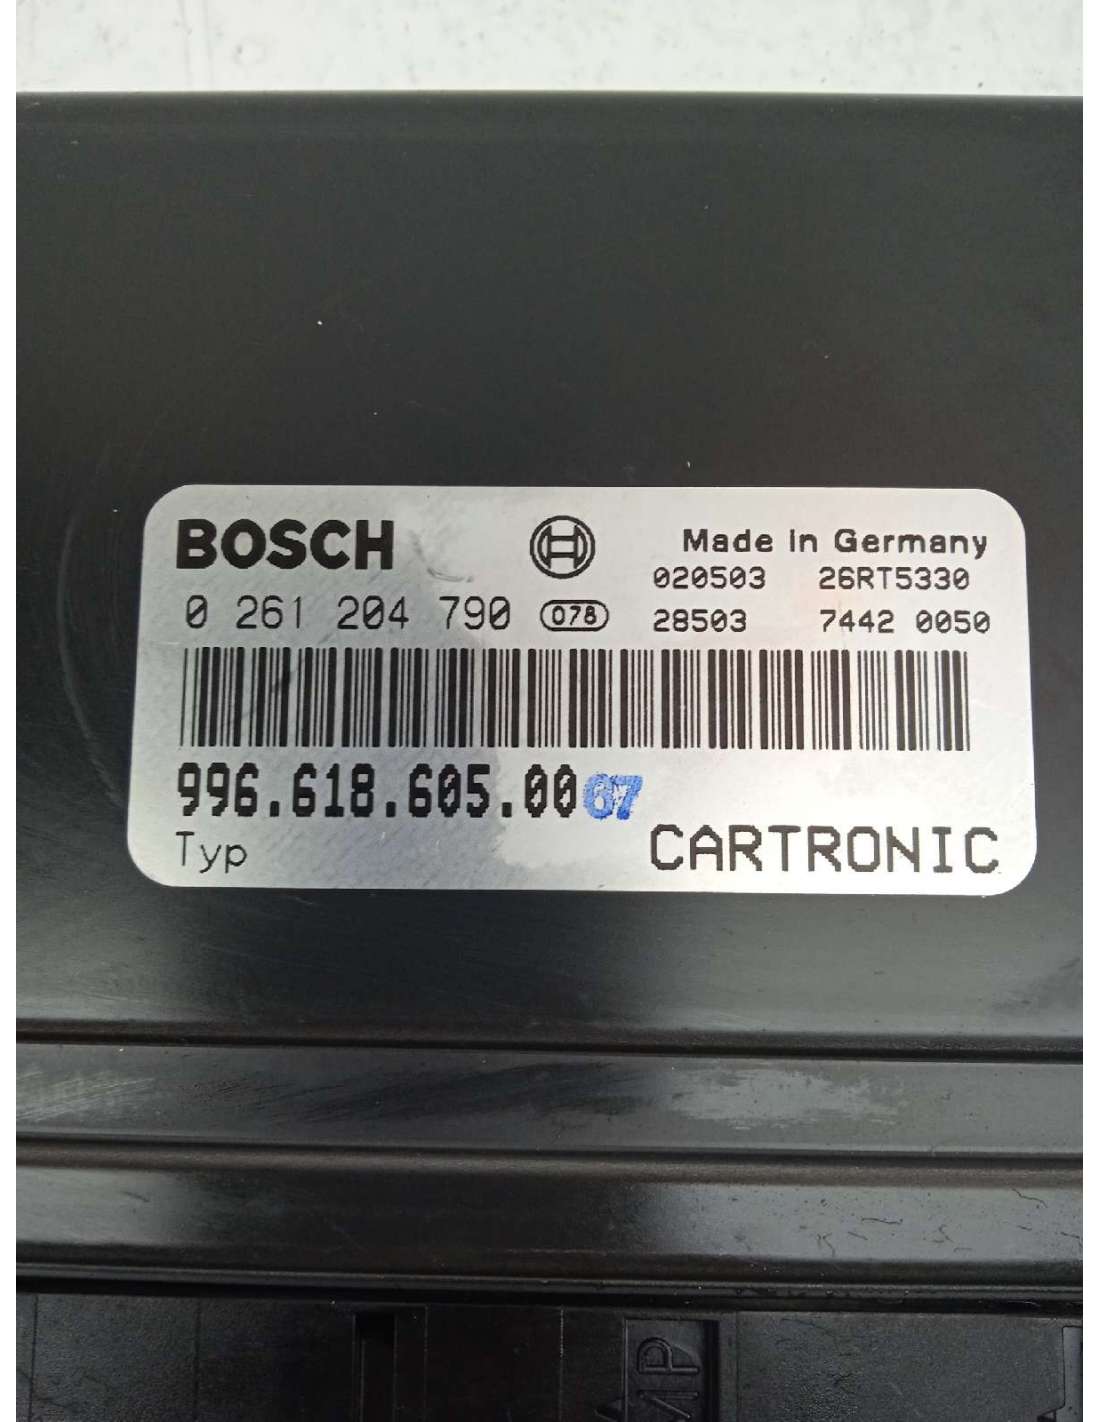 BOSCH
Made in Germany
020503 26RT5330
0 261 204 790 078
28503 7442 0050
996.618.605.00 67
Typ
CARTRONIC
MP